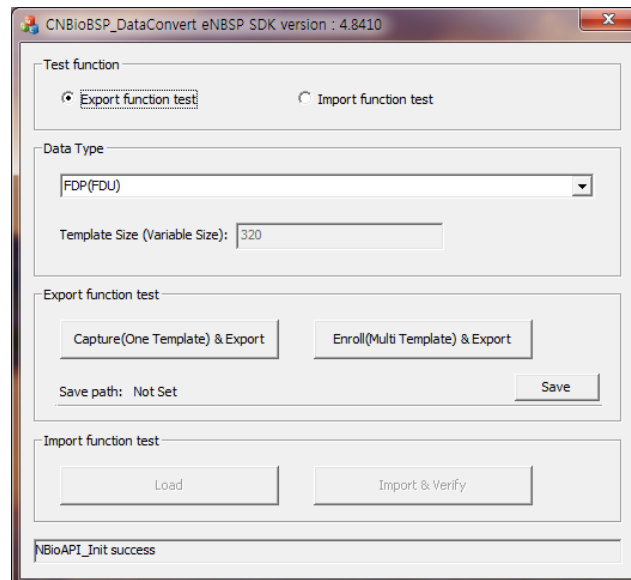 CNBioBSP_DataConvert eNBSP SDK version : 4.8410
Test function
Export function test
Import function test
Data Type
FDP(FDU)
Template Size (Variable Size): 320
Export function test
Capture(One Template) & Export
Enroll(Multi Template) & Export
Save path: Not Set
Save
Import function test
Load
Import & Verify
NBioAPI_Init success